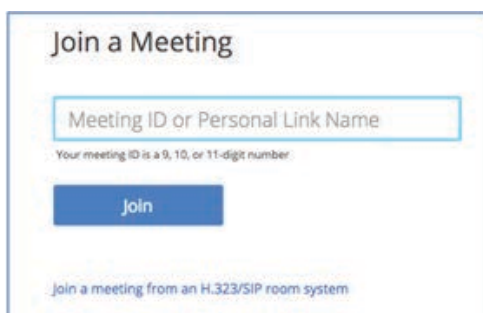 Join a Meeting
Meeting ID or Personal Link Name
Your meeting ID is a 9, 10, or 11-digit number
Join
Join a meeting from an H.323/SIP room system